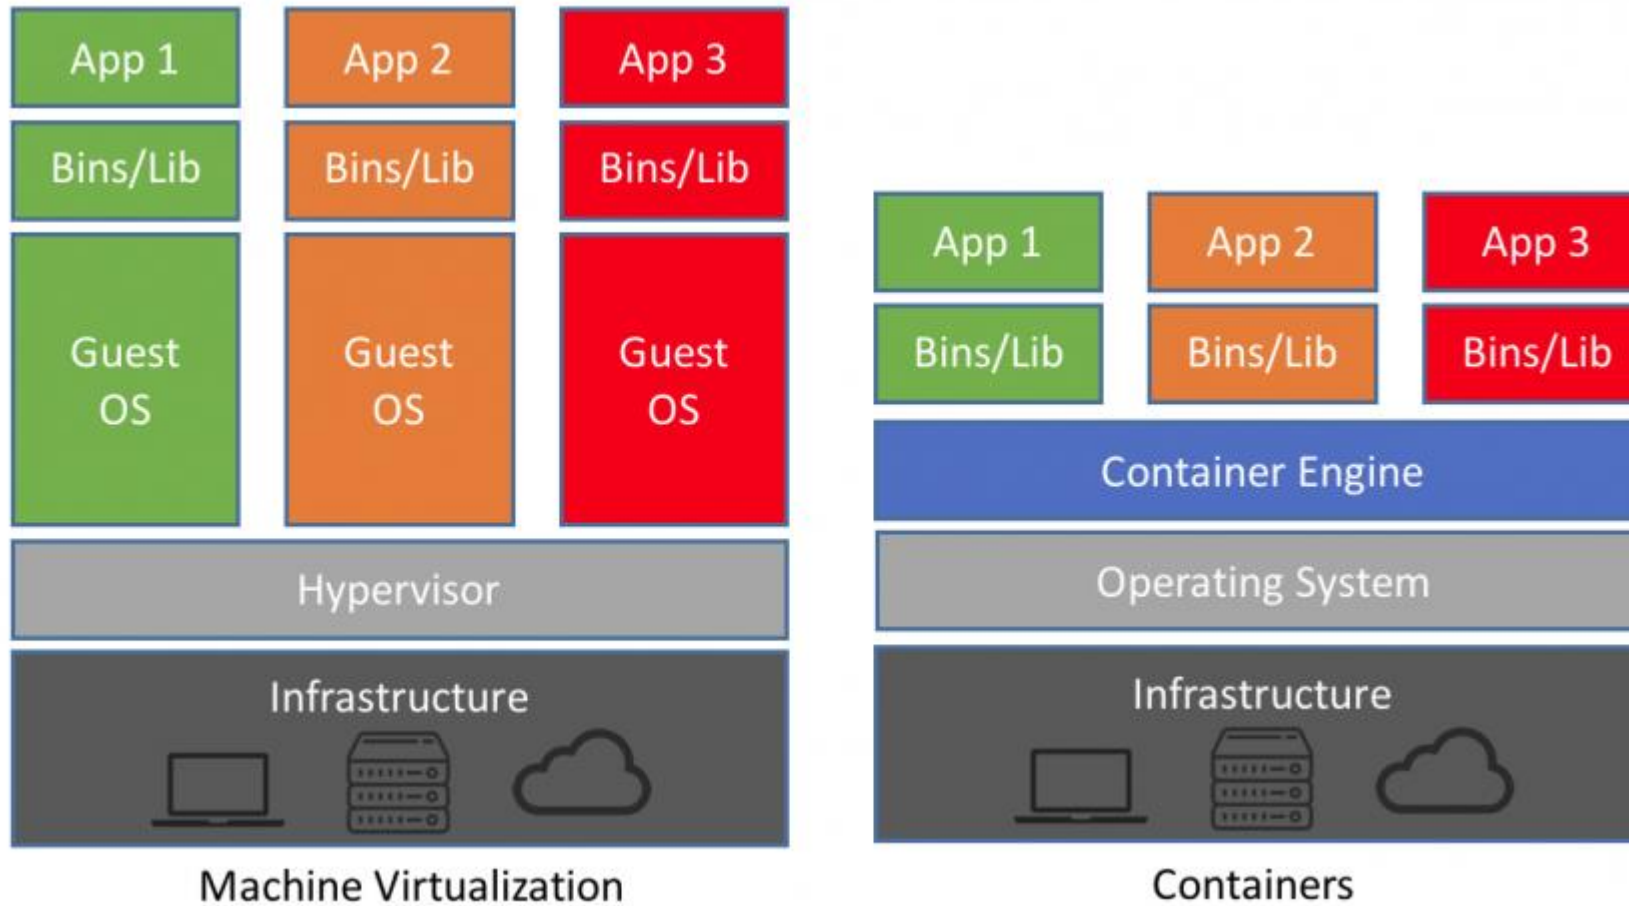 App 1
App 2
App 3
Bins/Lib
Bins/Lib
Bins/Lib
Guest
OS
Guest
OS
Guest
OS
Hypervisor
Infrastructure
Machine Virtualization
App 1
App 2
App 3
Bins/Lib
Bins/Lib
Bins/Lib
Container Engine
Operating System
Infrastructure
Containers